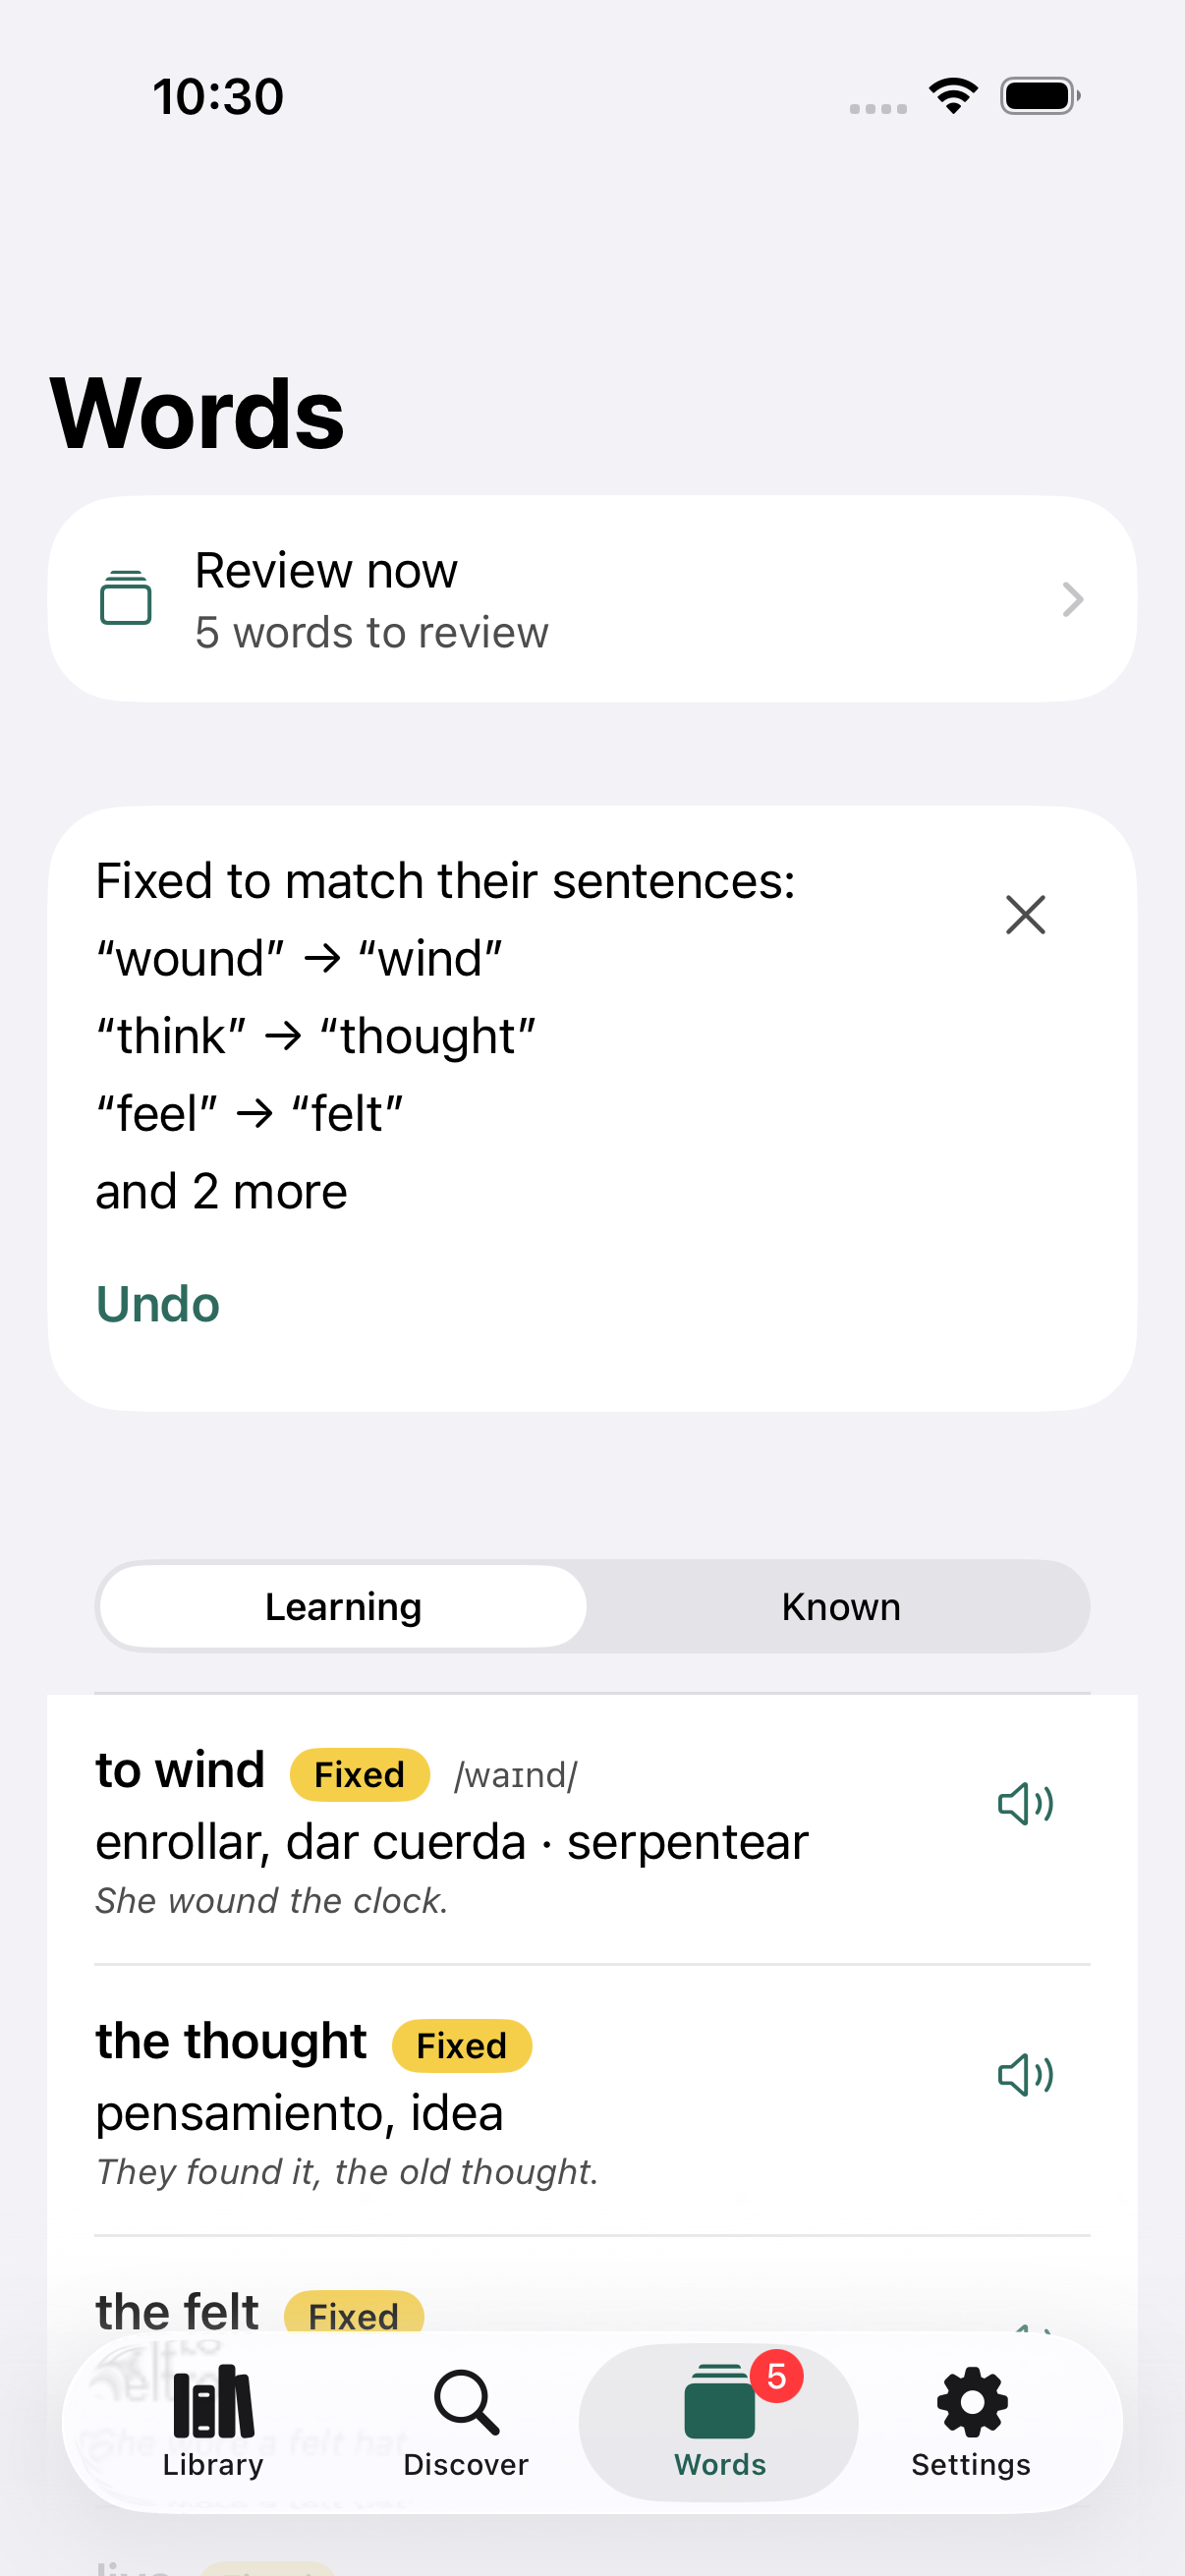 10:30
Words
Review now
5 words to review
Fixed to match their sentences:
“wound” → “wind”
“think” → “thought”
“feel” → “felt”
and 2 more
Undo
Learning
Known
to wind Fixed /waɪnd/
enrollar, dar cuerda · serpentear
She wound the clock.
the thought Fixed
pensamiento, idea
They found it, the old thought.
the felt Fixed
5
Library
Discover
Words
Settings